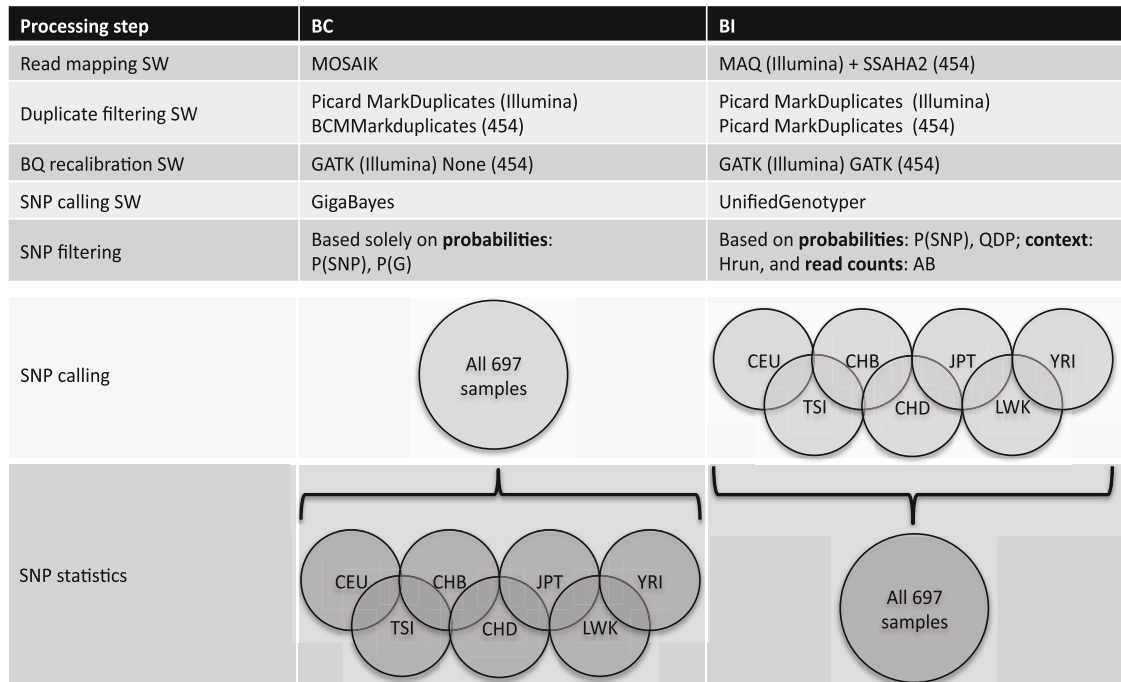 Processing step BC BI
Read mapping SW MOSAIK MAQ (Illumina) + SSAHA2 (454)
Duplicate filtering SW Picard MarkDuplicates (Illumina) Picard MarkDuplicates (Illumina)
BCMMarkduplicates (454) Picard MarkDuplicates (454)
BQ recalibration SW GATK (Illumina) None (454) GATK (Illumina) GATK (454)
SNP calling SW GigaBayes UnifiedGenotyper
SNP filtering Based solely on probabilities: Based on probabilities: P(SNP), QDP; context:
P(SNP), P(G) Hrun, and read counts: AB
SNP calling
All 697
samples
CEU CHB JPT YRI
TSI CHD LWK
SNP statistics
CEU CHB JPT YRI
TSI CHD LWK
All 697
samples